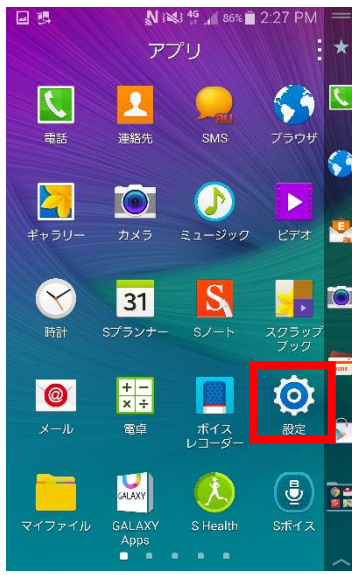 4G 86% 2:27 PM
アプリ
au
電話 連絡先 SMS ブラウザ
ギャラリー カメラ ミュージック ビデオ
31
S
時計 Sプランナー Sノート スクラップ
ブック
@
メール 電卓 ボイス 設定
レコーダー
GALAXY
マイファイル GALAXY S Health Sボイス
Apps